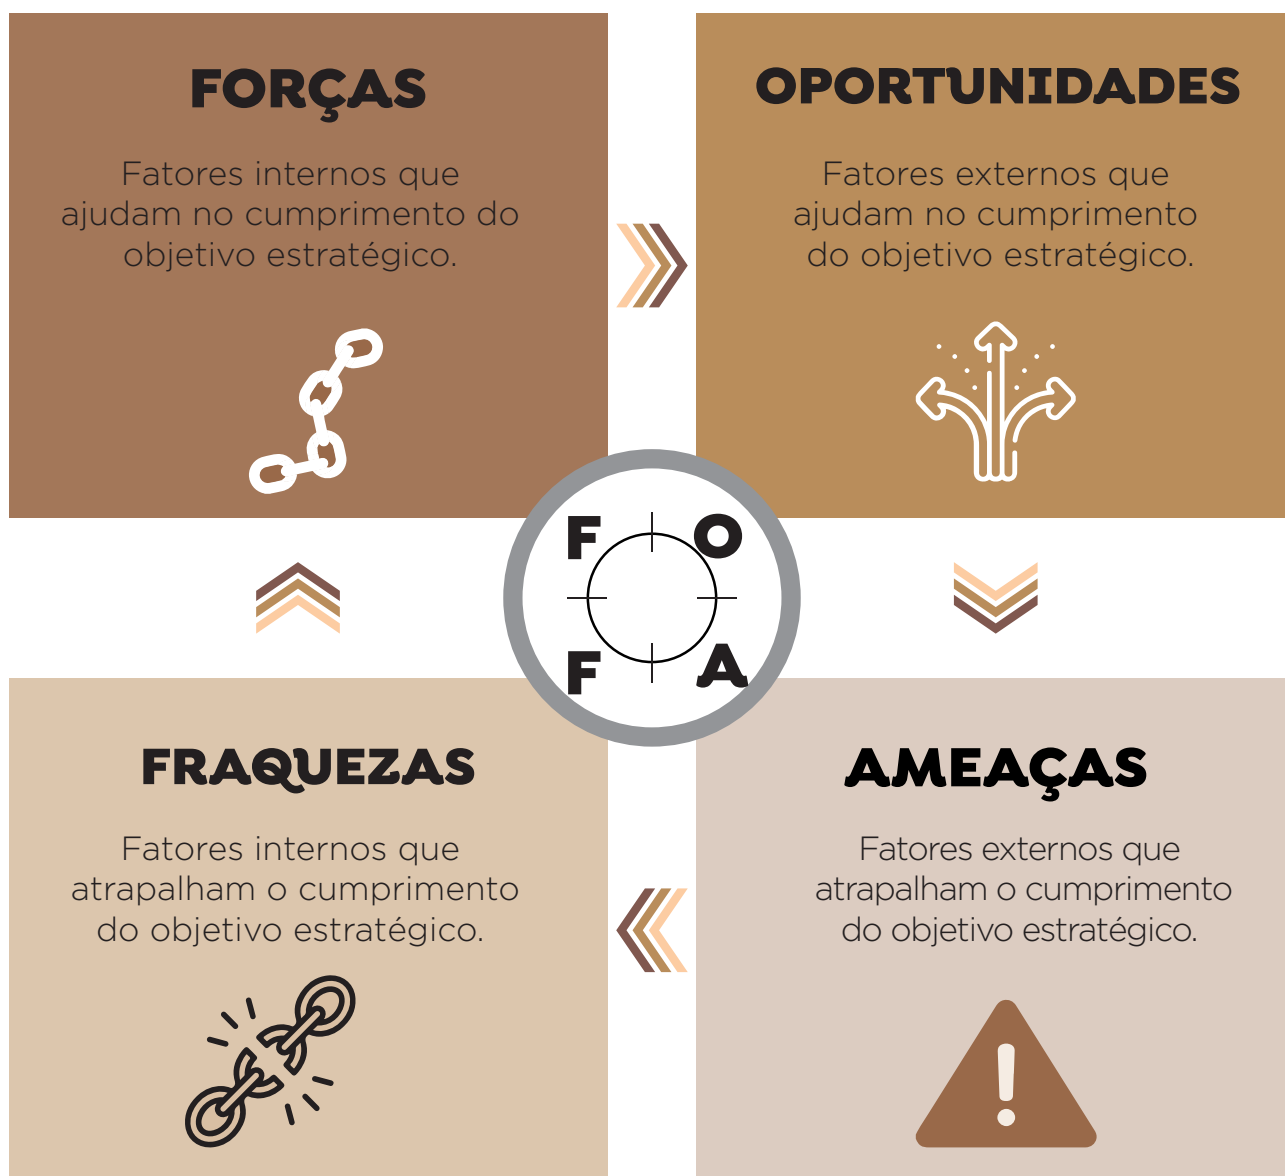 FORÇAS
Fatores internos que
ajudam no cumprimento do
objetivo estratégico.
OPORTUNIDADES
Fatores externos que
ajudam no cumprimento
do objetivo estratégico.
F O
F A
FRAQUEZAS
Fatores internos que
atrapalham o cumprimento
do objetivo estratégico.
AMEAÇAS
Fatores externos que
atrapalham o cumprimento
do objetivo estratégico.